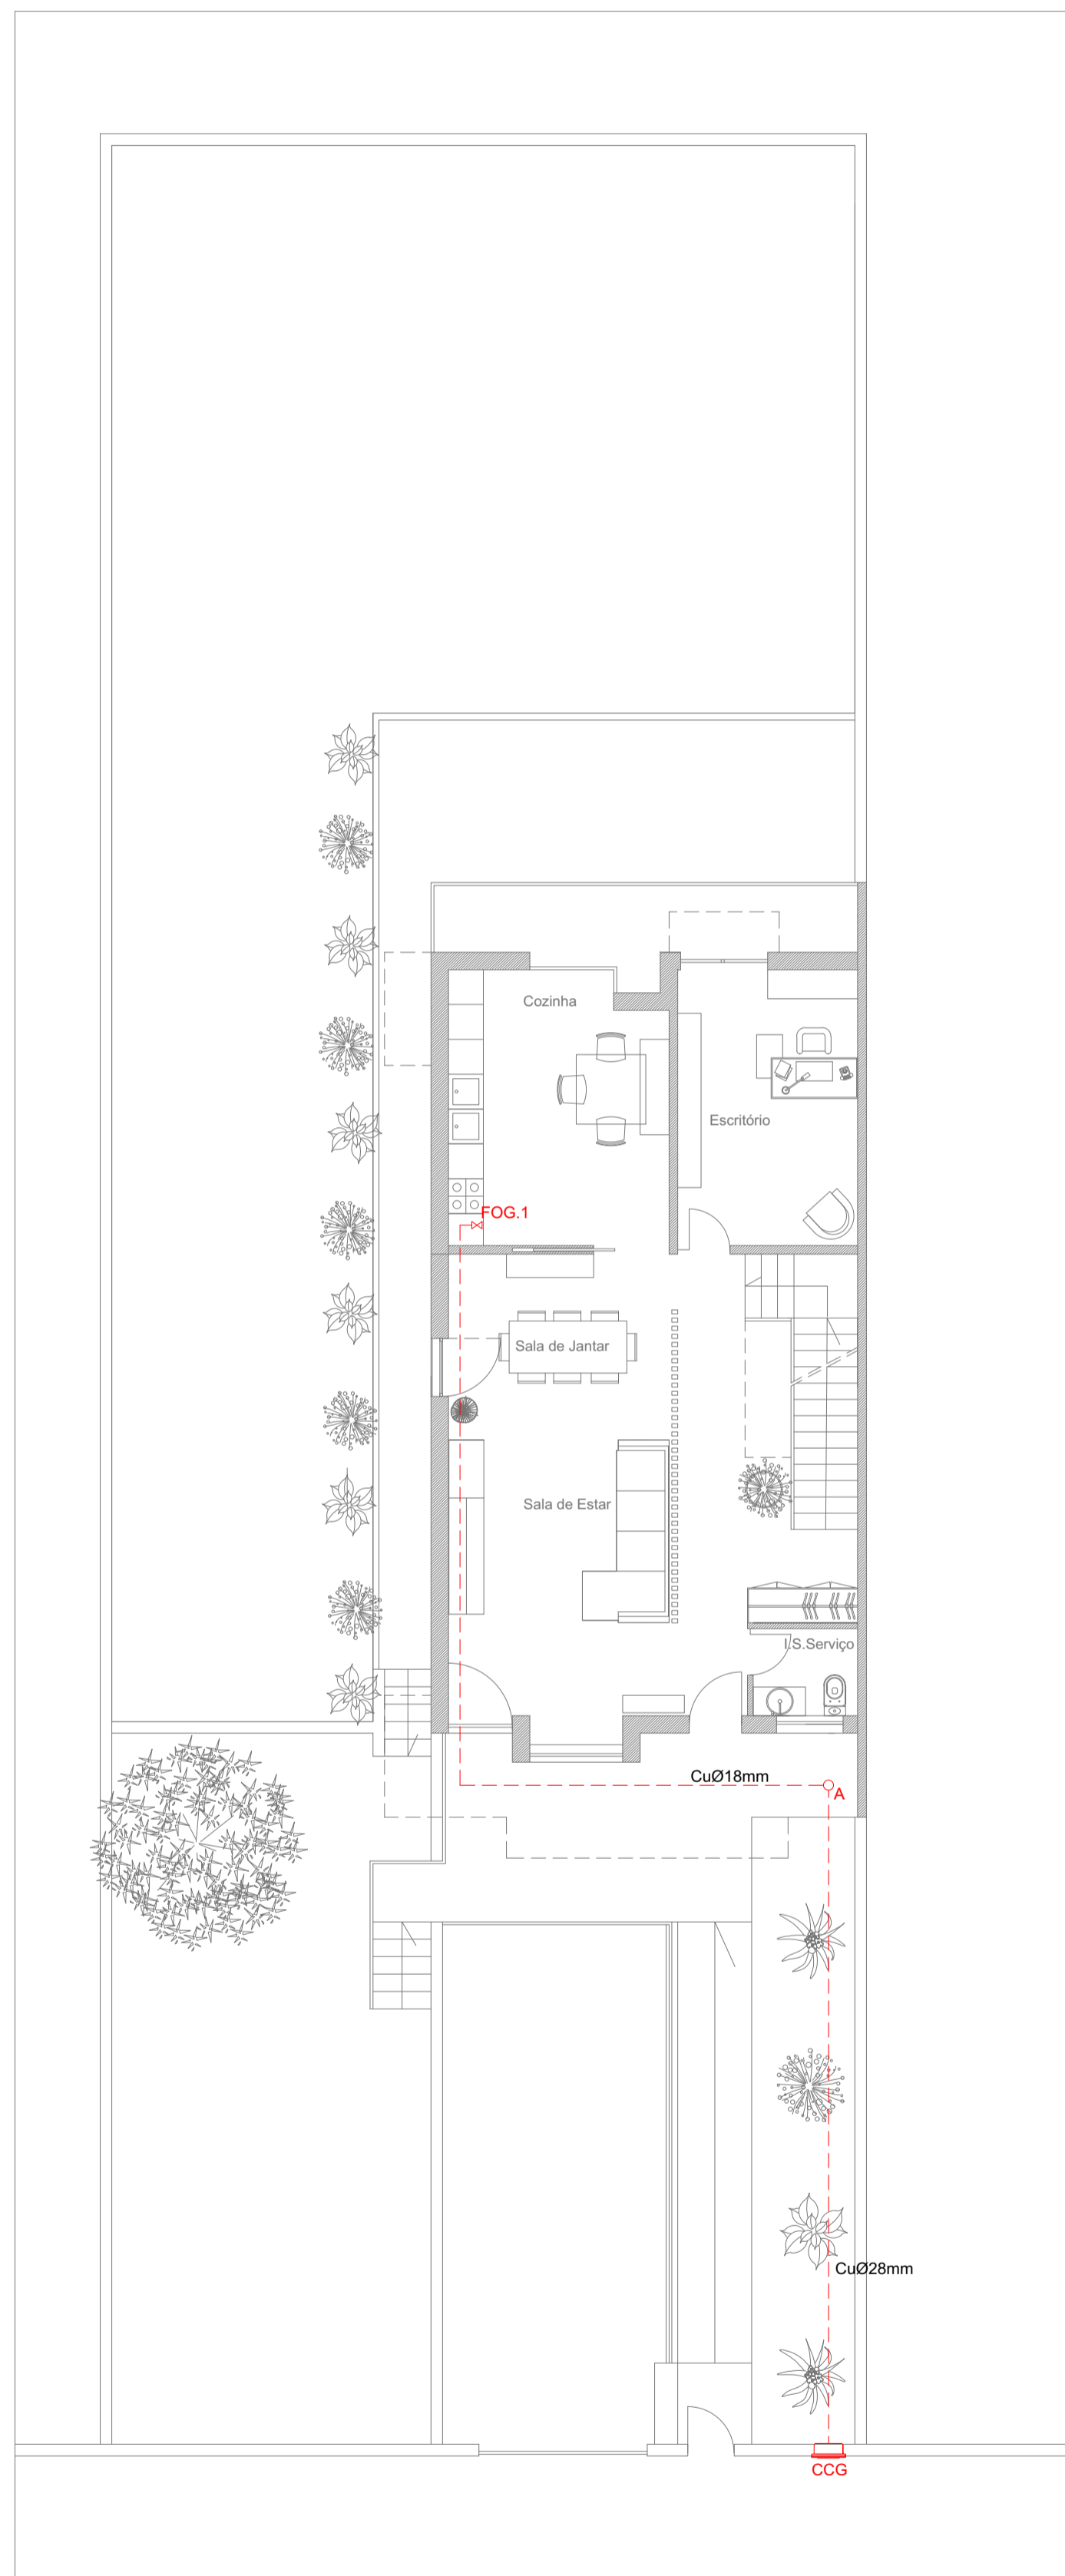 Cozinha
Escritório
FOG.1
Sala de Jantar
Sala de Estar
I.S.Serviço
CuØ18mm
A
CuØ28mm
CCG